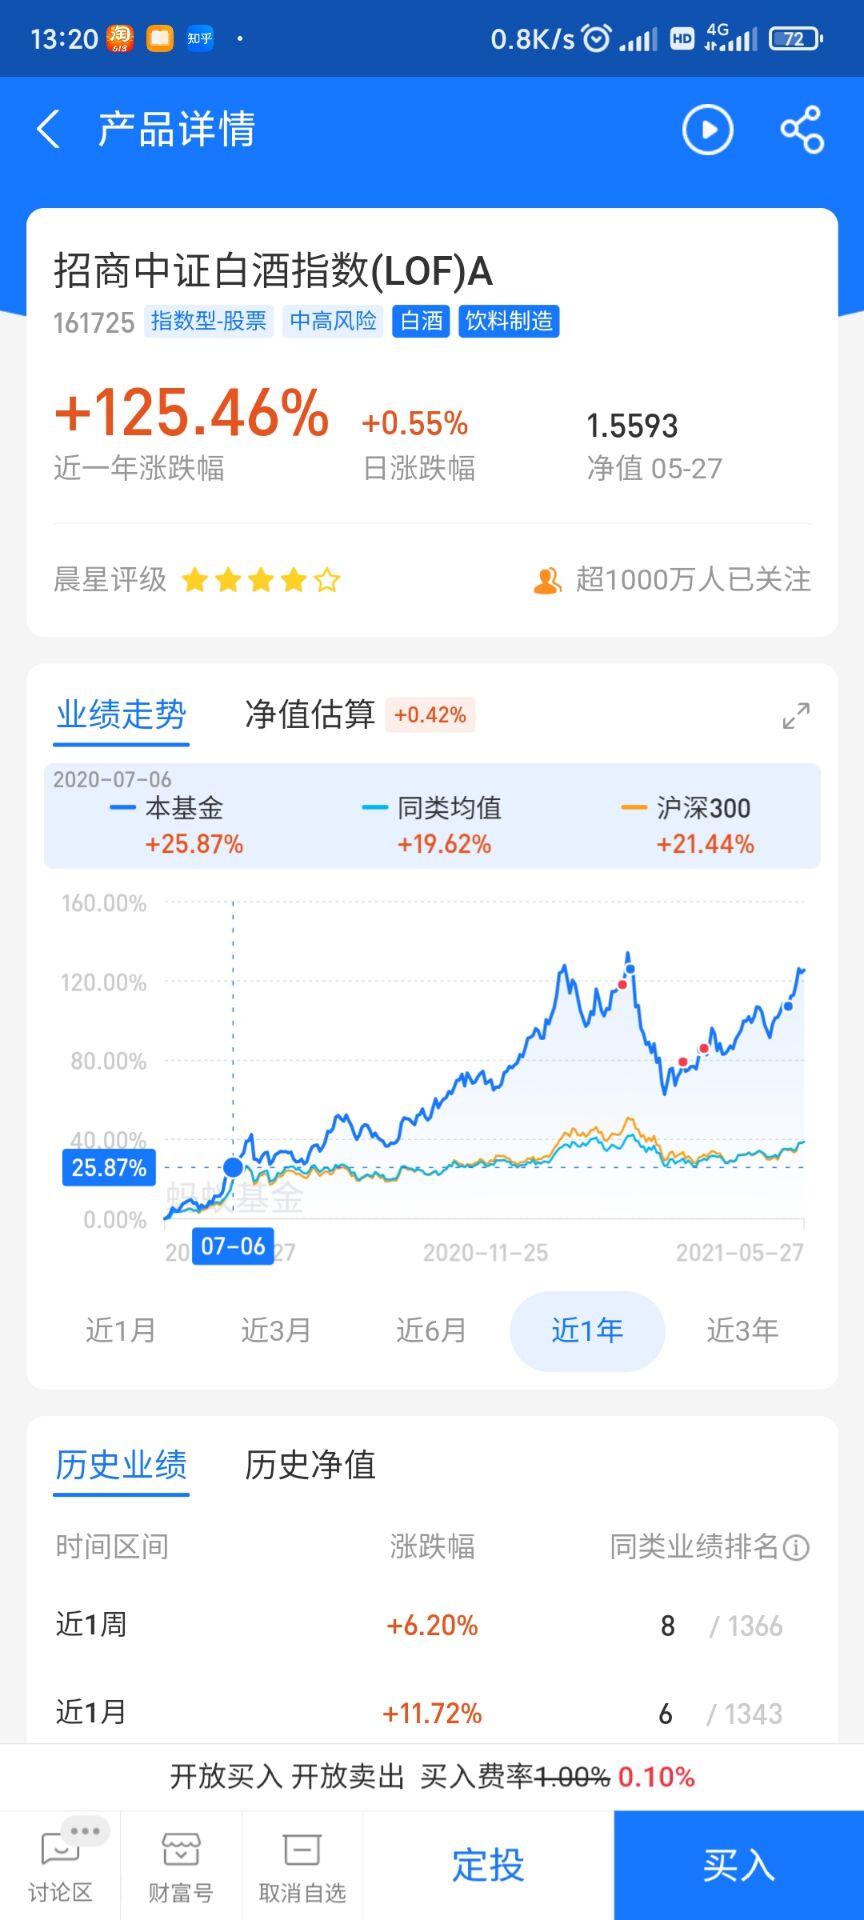 13:20 淘 613 知乎 0.8K/s HD 4G 72
产品详情
招商中证白酒指数(LOF)A
161725 指数型-股票 中高风险 白酒 饮料制造
+125.46% +0.55% 1.5593
近一年涨跌幅 日涨跌幅 净值 05-27
晨星评级 超1000万人已关注
业绩走势 净值估算 +0.42%
2020-07-06
本基金 同类均值 沪深300
+25.87% +19.62% +21.44%
160.00%
120.00%
80.00%
40.00%
25.87%
蚂蚁基金
0.00%
20 07-06 27 2020-11-25 2021-05-27
近1月 近3月 近6月 近1年 近3年
历史业绩 历史净值
时间区间 涨跌幅 同类业绩排名
近1周 +6.20% 8 / 1366
近1月 +11.72% 6 / 1343
开放买入 开放卖出 买入费率1.00% 0.10%
讨论区 财富号 取消自选 定投 买入